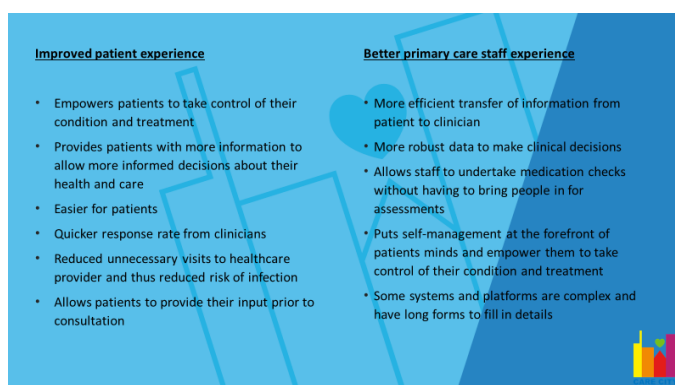 Improved patient experience
• Empowers patients to take control of their
condition and treatment
• Provides patients with more information to
allow more informed decisions about their
health and care
• Easier for patients
• Quicker response rate from clinicians
• Reduced unnecessary visits to healthcare
provider and thus reduced risk of infection
• Allows patients to provide their input prior to
consultation
Better primary care staff experience
• More efficient transfer of information from
patient to clinician
• More robust data to make clinical decisions
• Allows staff to undertake medication checks
without having to bring people in for
assessments
• Puts self-management at the forefront of
patients minds and empower them to take
control of their condition and treatment
• Some systems and platforms are complex and
have long forms to fill in details
CARE CITY